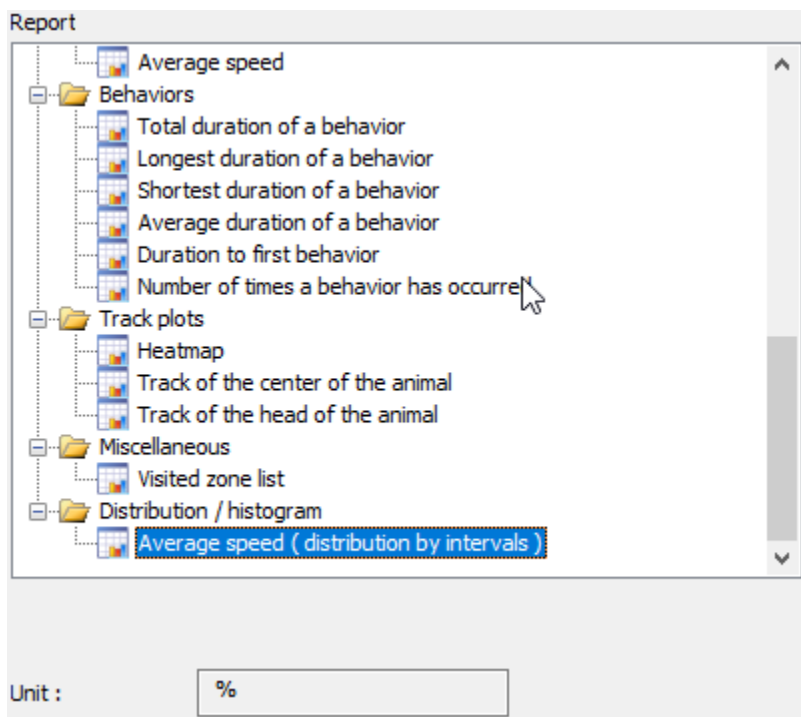 Report
Average speed
Behaviors
Total duration of a behavior
Longest duration of a behavior
Shortest duration of a behavior
Average duration of a behavior
Duration to first behavior
Number of times a behavior has occurred
Track plots
Heatmap
Track of the center of the animal
Track of the head of the animal
Miscellaneous
Visited zone list
Distribution / histogram
Average speed ( distribution by intervals )
Unit : %